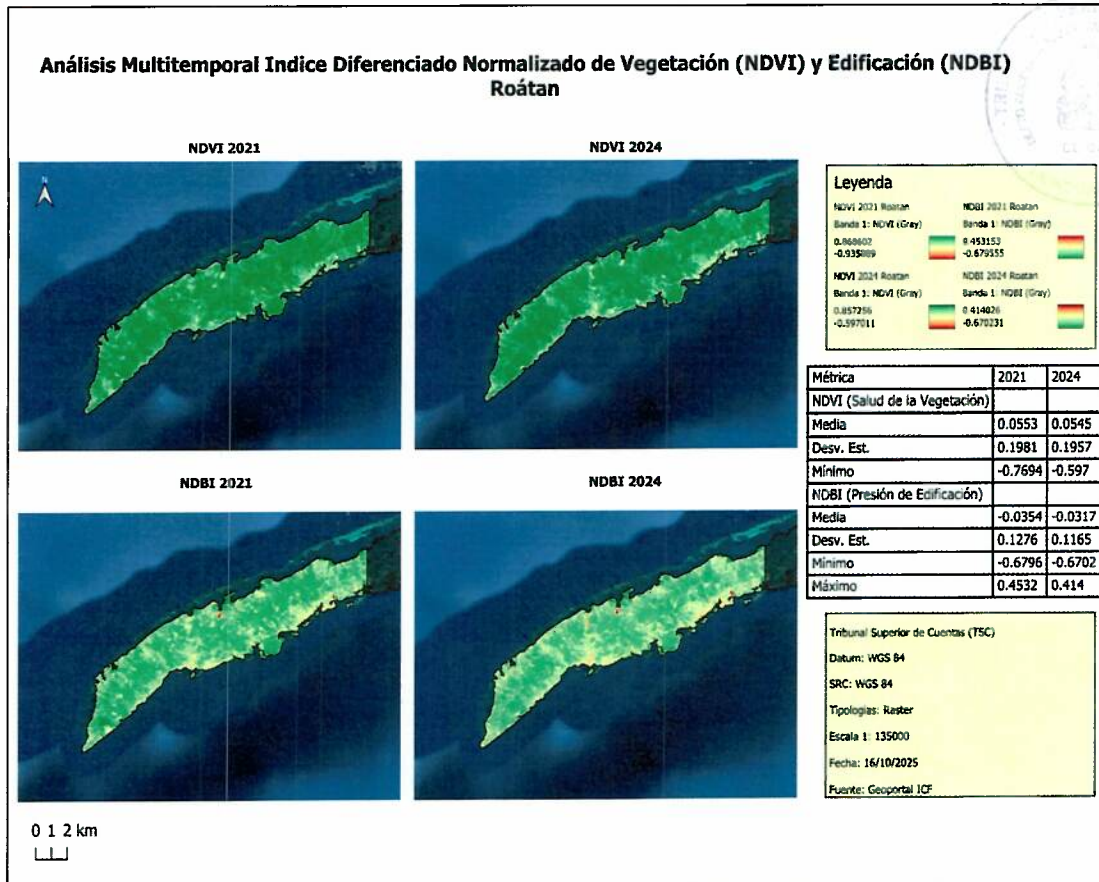 Análisis Multitemporal Indice Diferenciado Normalizado de Vegetación (NDVI) y Edificación (NDBI)
Roátan
NDVI 2021
NDVI 2024
N
NDBI 2021
NDBI 2024
0 1 2 km
Leyenda
NDVI 2021 Roatan NDBI 2021 Roatan
Banda 1: NDVI (Gray) Banda 1: NDBI (Gray)
0.868602 0.453153
-0.935889 -0.679555
NDVI 2024 Roatan NDBI 2024 Roatan
Banda 1: NDVI (Gray) Banda 1: NDBI (Gray)
0.857256 0.414026
-0.597011 -0.670231
Métrica 2021 2024
NDVI (Salud de la Vegetación)
Media 0.0553 0.0545
Desv. Est. 0.1981 0.1957
Mínimo -0.7694 -0.597
NDBI (Presión de Edificación)
Media -0.0354 -0.0317
Desv. Est. 0.1276 0.1165
Mínimo -0.6796 -0.6702
Máximo 0.4532 0.414
Tribunal Superior de Cuentas (TSC)
Datum: WGS 84
SRC: WGS 84
Tipologias: Raster
Escala 1: 135000
Fecha: 16/10/2025
Fuente: Geoportal ICF